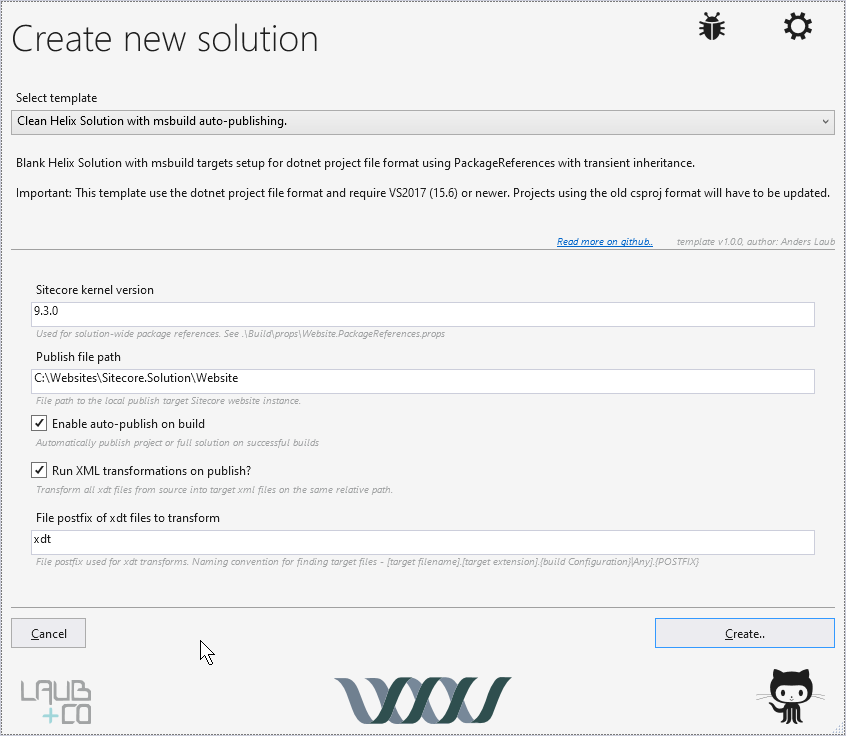 Create new solution
Select template
Clean Helix Solution with msbuild auto-publishing.
Blank Helix Solution with msbuild targets setup for dotnet project file format using PackageReferences with transient inheritance.
Important: This template use the dotnet project file format and require VS2017 (15.6) or newer. Projects using the old csproj format will have to be updated.
Read more on github.. template v1.0.0, author: Anders Laub
Sitecore kernel version
9.3.0
Used for solution-wide package references. See .\Build\props\Website.PackageReferences.props
Publish file path
C:\Websites\Sitecore.Solution\Website
File path to the local publish target Sitecore website instance.
Enable auto-publish on build
Automatically publish project or full solution on successful builds
Run XML transformations on publish?
Transform all xdt files from source into target xml files on the same relative path.
File postfix of xdt files to transform
xdt
File postfix used for xdt transforms. Naming convention for finding target files - [target filename].[target extension].{build Configuration}|Any].{POSTFIX}
Cancel Create..
LAUB
+CO